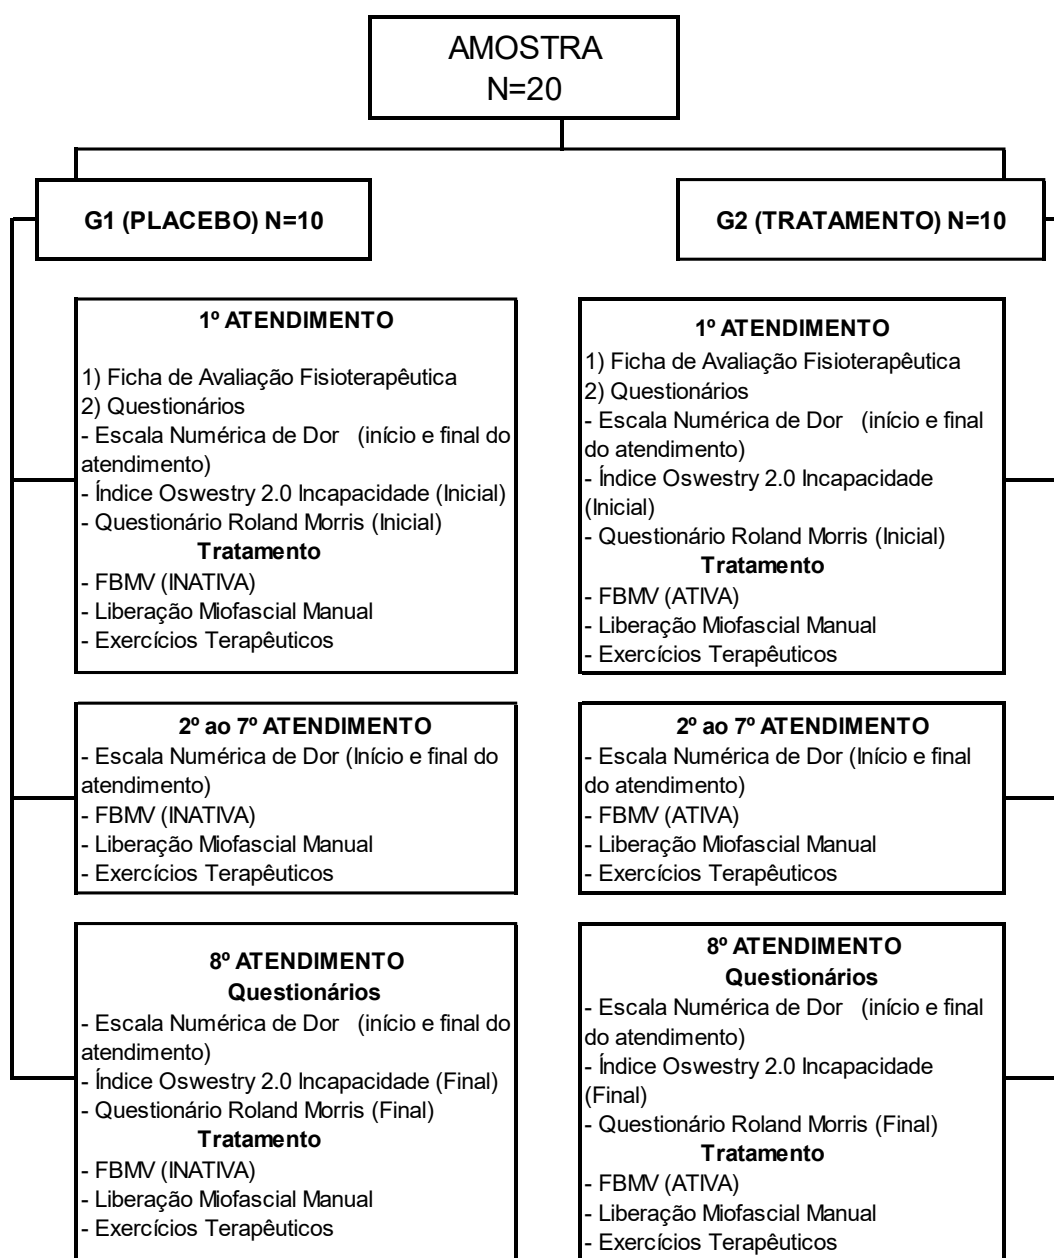 AMOSTRA
N=20
G1 (PLACEBO) N=10
G2 (TRATAMENTO) N=10
1º ATENDIMENTO
1) Ficha de Avaliação Fisioterapêutica
2) Questionários
- Escala Numérica de Dor (início e final do
atendimento)
- Índice Oswestry 2.0 Incapacidade (Inicial)
- Questionário Roland Morris (Inicial)
Tratamento
- FBMV (INATIVA)
- Liberação Miofascial Manual
- Exercícios Terapêuticos
1º ATENDIMENTO
1) Ficha de Avaliação Fisioterapêutica
2) Questionários
- Escala Numérica de Dor (início e final
do atendimento)
- Índice Oswestry 2.0 Incapacidade
(Inicial)
- Questionário Roland Morris (Inicial)
Tratamento
- FBMV (ATIVA)
- Liberação Miofascial Manual
- Exercícios Terapêuticos
2º ao 7º ATENDIMENTO
- Escala Numérica de Dor (Início e final do
atendimento)
- FBMV (INATIVA)
- Liberação Miofascial Manual
- Exercícios Terapêuticos
2º ao 7º ATENDIMENTO
- Escala Numérica de Dor (Início e final
do atendimento)
- FBMV (ATIVA)
- Liberação Miofascial Manual
- Exercícios Terapêuticos
8º ATENDIMENTO
Questionários
- Escala Numérica de Dor (início e final do
atendimento)
- Índice Oswestry 2.0 Incapacidade (Final)
- Questionário Roland Morris (Final)
Tratamento
- FBMV (INATIVA)
- Liberação Miofascial Manual
- Exercícios Terapêuticos
8º ATENDIMENTO
Questionários
- Escala Numérica de Dor (início e final
do atendimento)
- Índice Oswestry 2.0 Incapacidade
(Final)
- Questionário Roland Morris (Final)
Tratamento
- FBMV (ATIVA)
- Liberação Miofascial Manual
- Exercícios Terapêuticos